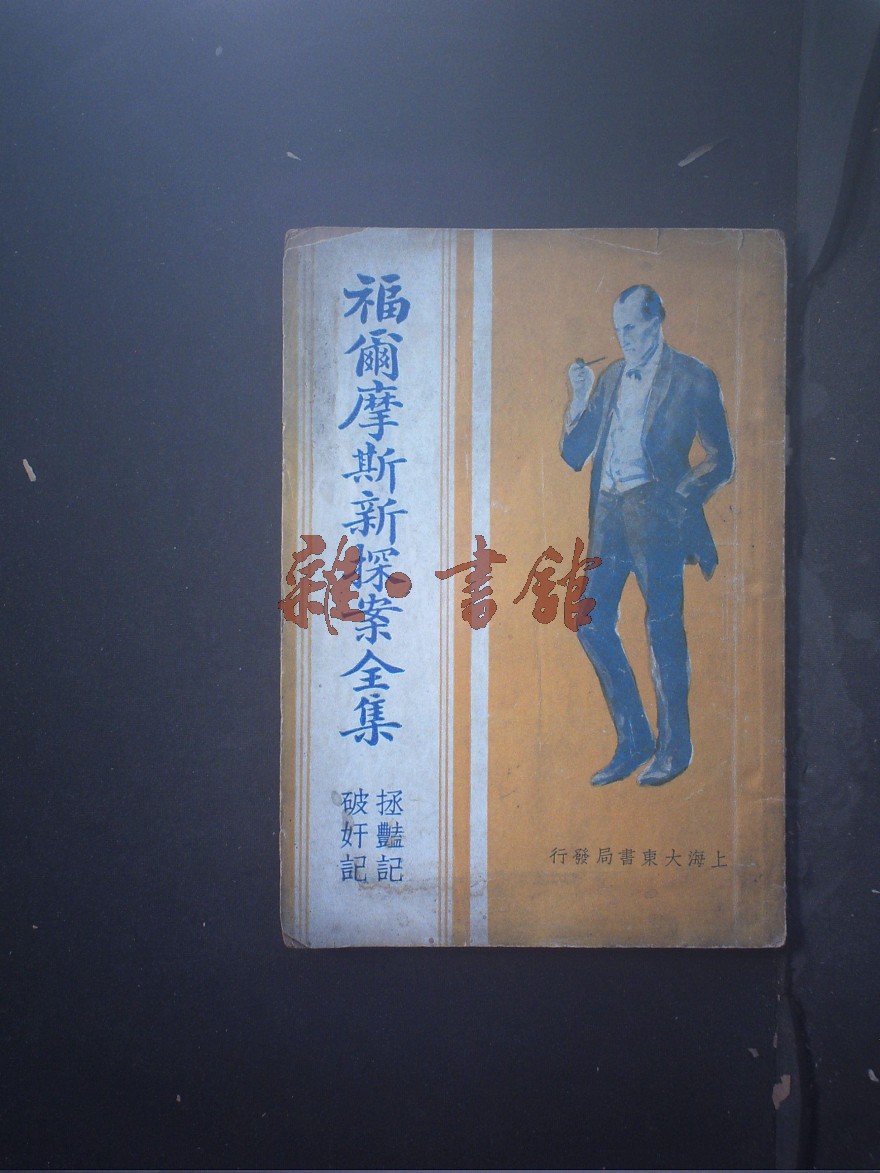 福爾摩斯新探案全集
拯豔記
破奸記
上海大東書局發行
雜·書館